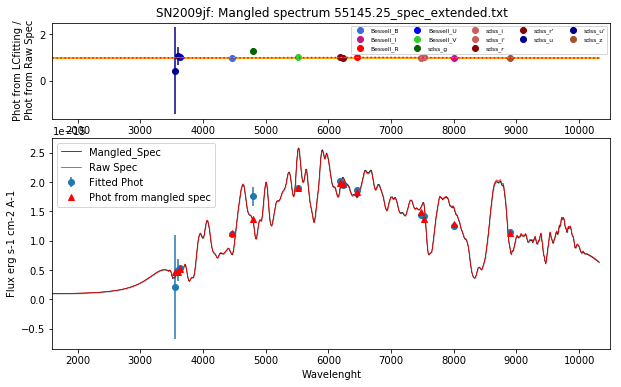 SN2009jf: Mangled spectrum 55145.25_spec_extended.txt
Phot from LCfitting /
Phot from Raw Spec
2
0
Bessell_B
Bessell_I
Bessell_R
Bessell_U
Bessell_V
sdss_g
sdss_i
sdss_i'
sdss_r
sdss_r'
sdss_u
sdss_u'
sdss_z
2000 3000 4000 5000 6000 7000 8000 9000 10000
Flux erg s-1 cm-2 A-1
2.5
2.0
1.5
1.0
0.5
0.0
−0.5
Mangled_Spec
Raw Spec
Fitted Phot
Phot from mangled spec
2000 3000 4000 5000 6000 7000 8000 9000 10000
Wavelenght